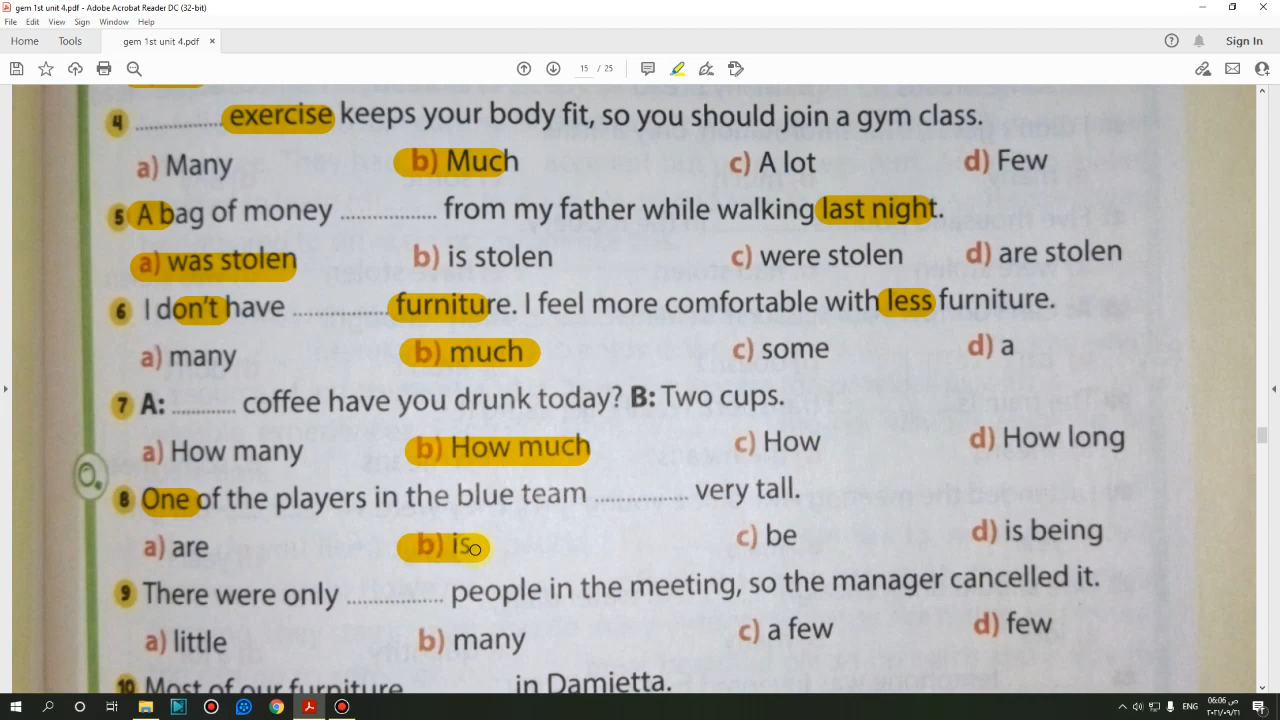 gem 1st unit 4.pdf - Adobe Acrobat Reader DC (32-bit)
File Edit View Sign Window Help
Home Tools gem 1st unit 4.pdf × Sign In
15 / 25
4 .............. exercise keeps your body fit, so you should join a gym class.
a) Many b) Much c) A lot d) Few
5 A bag of money .............. from my father while walking last night.
a) was stolen b) is stolen c) were stolen d) are stolen
6 I don't have .............. furniture. I feel more comfortable with less furniture.
a) many b) much c) some d) a
7 A: .......... coffee have you drunk today? B: Two cups.
a) How many b) How much c) How d) How long
8 One of the players in the blue team .............. very tall.
a) are b) is c) be d) is being
9 There were only .............. people in the meeting, so the manager cancelled it.
a) little b) many c) a few d) few
10 Most of our furniture in Damietta.
ENG 06:06 ص
٢٠٢١/٠٩/٢١